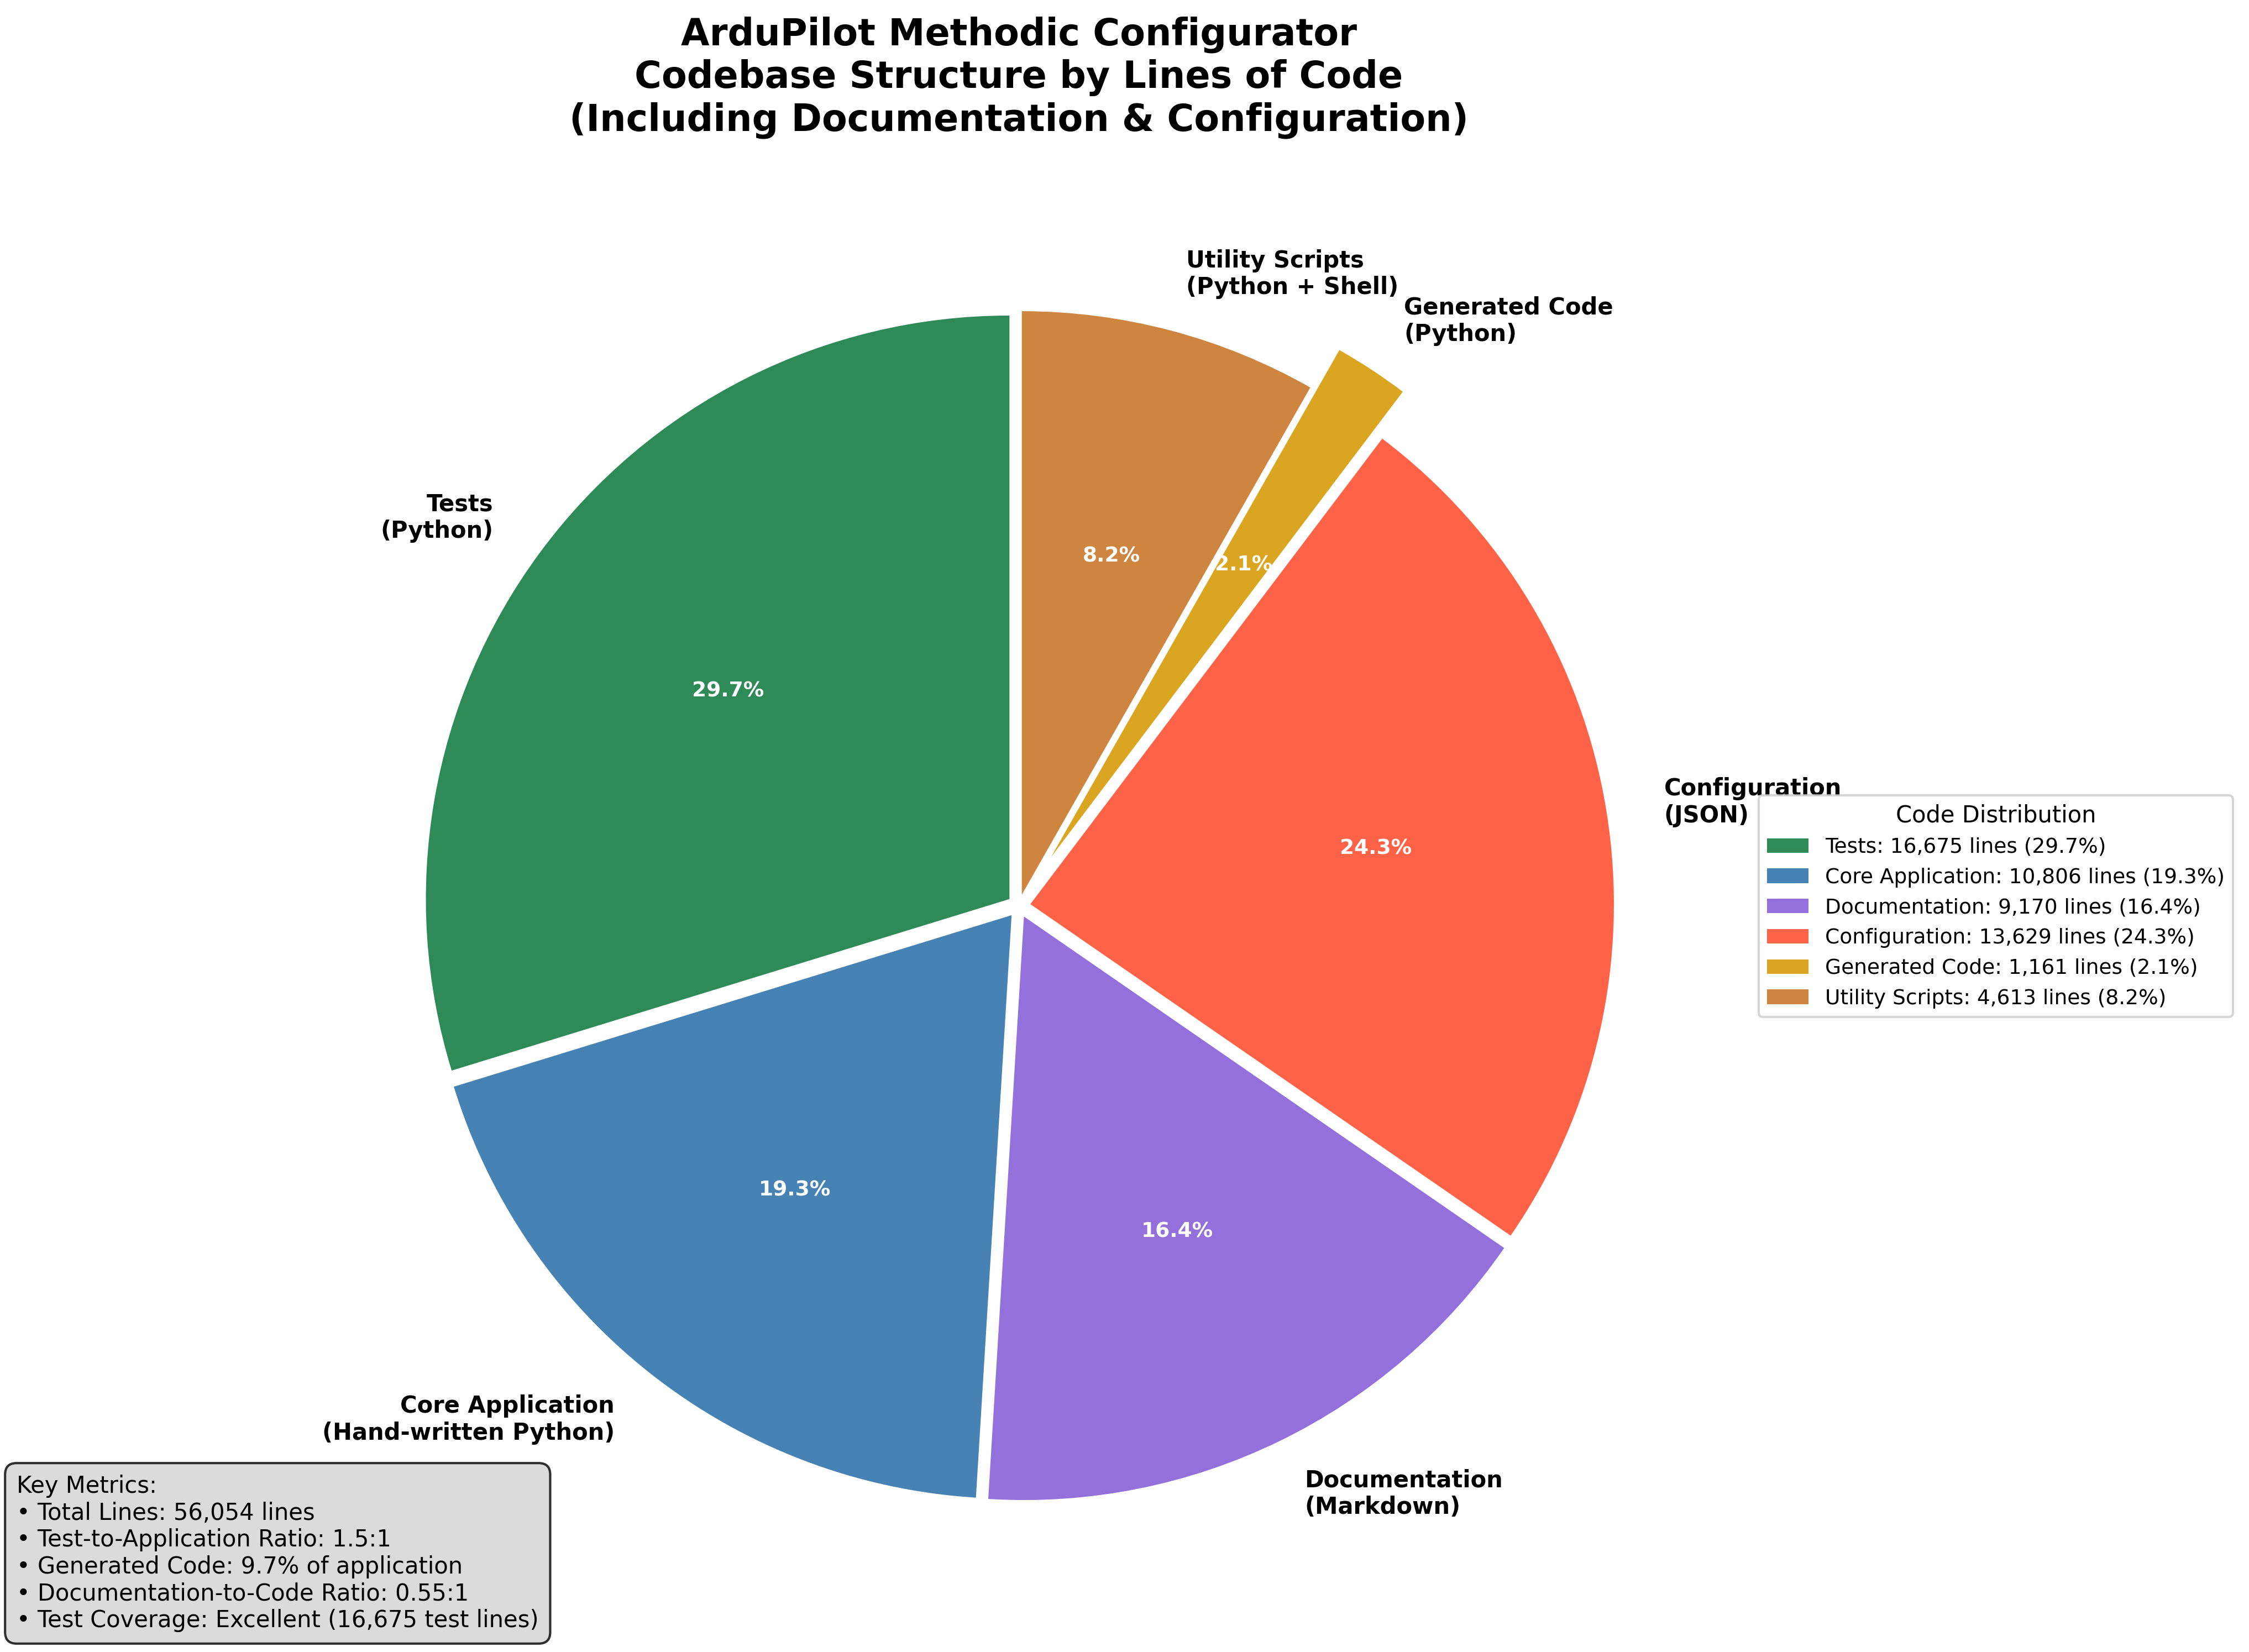 ArduPilot Methodic Configurator
Codebase Structure by Lines of Code
(Including Documentation & Configuration)
Utility Scripts
(Python + Shell)
Generated Code
(Python)
Tests
(Python)
8.2%
2.1%
29.7%
Configuration
(JSON)
24.3%
Code Distribution
Tests: 16,675 lines (29.7%)
Core Application: 10,806 lines (19.3%)
Documentation: 9,170 lines (16.4%)
Configuration: 13,629 lines (24.3%)
Generated Code: 1,161 lines (2.1%)
Utility Scripts: 4,613 lines (8.2%)
19.3%
16.4%
Core Application
(Hand-written Python)
Documentation
(Markdown)
Key Metrics:
• Total Lines: 56,054 lines
• Test-to-Application Ratio: 1.5:1
• Generated Code: 9.7% of application
• Documentation-to-Code Ratio: 0.55:1
• Test Coverage: Excellent (16,675 test lines)